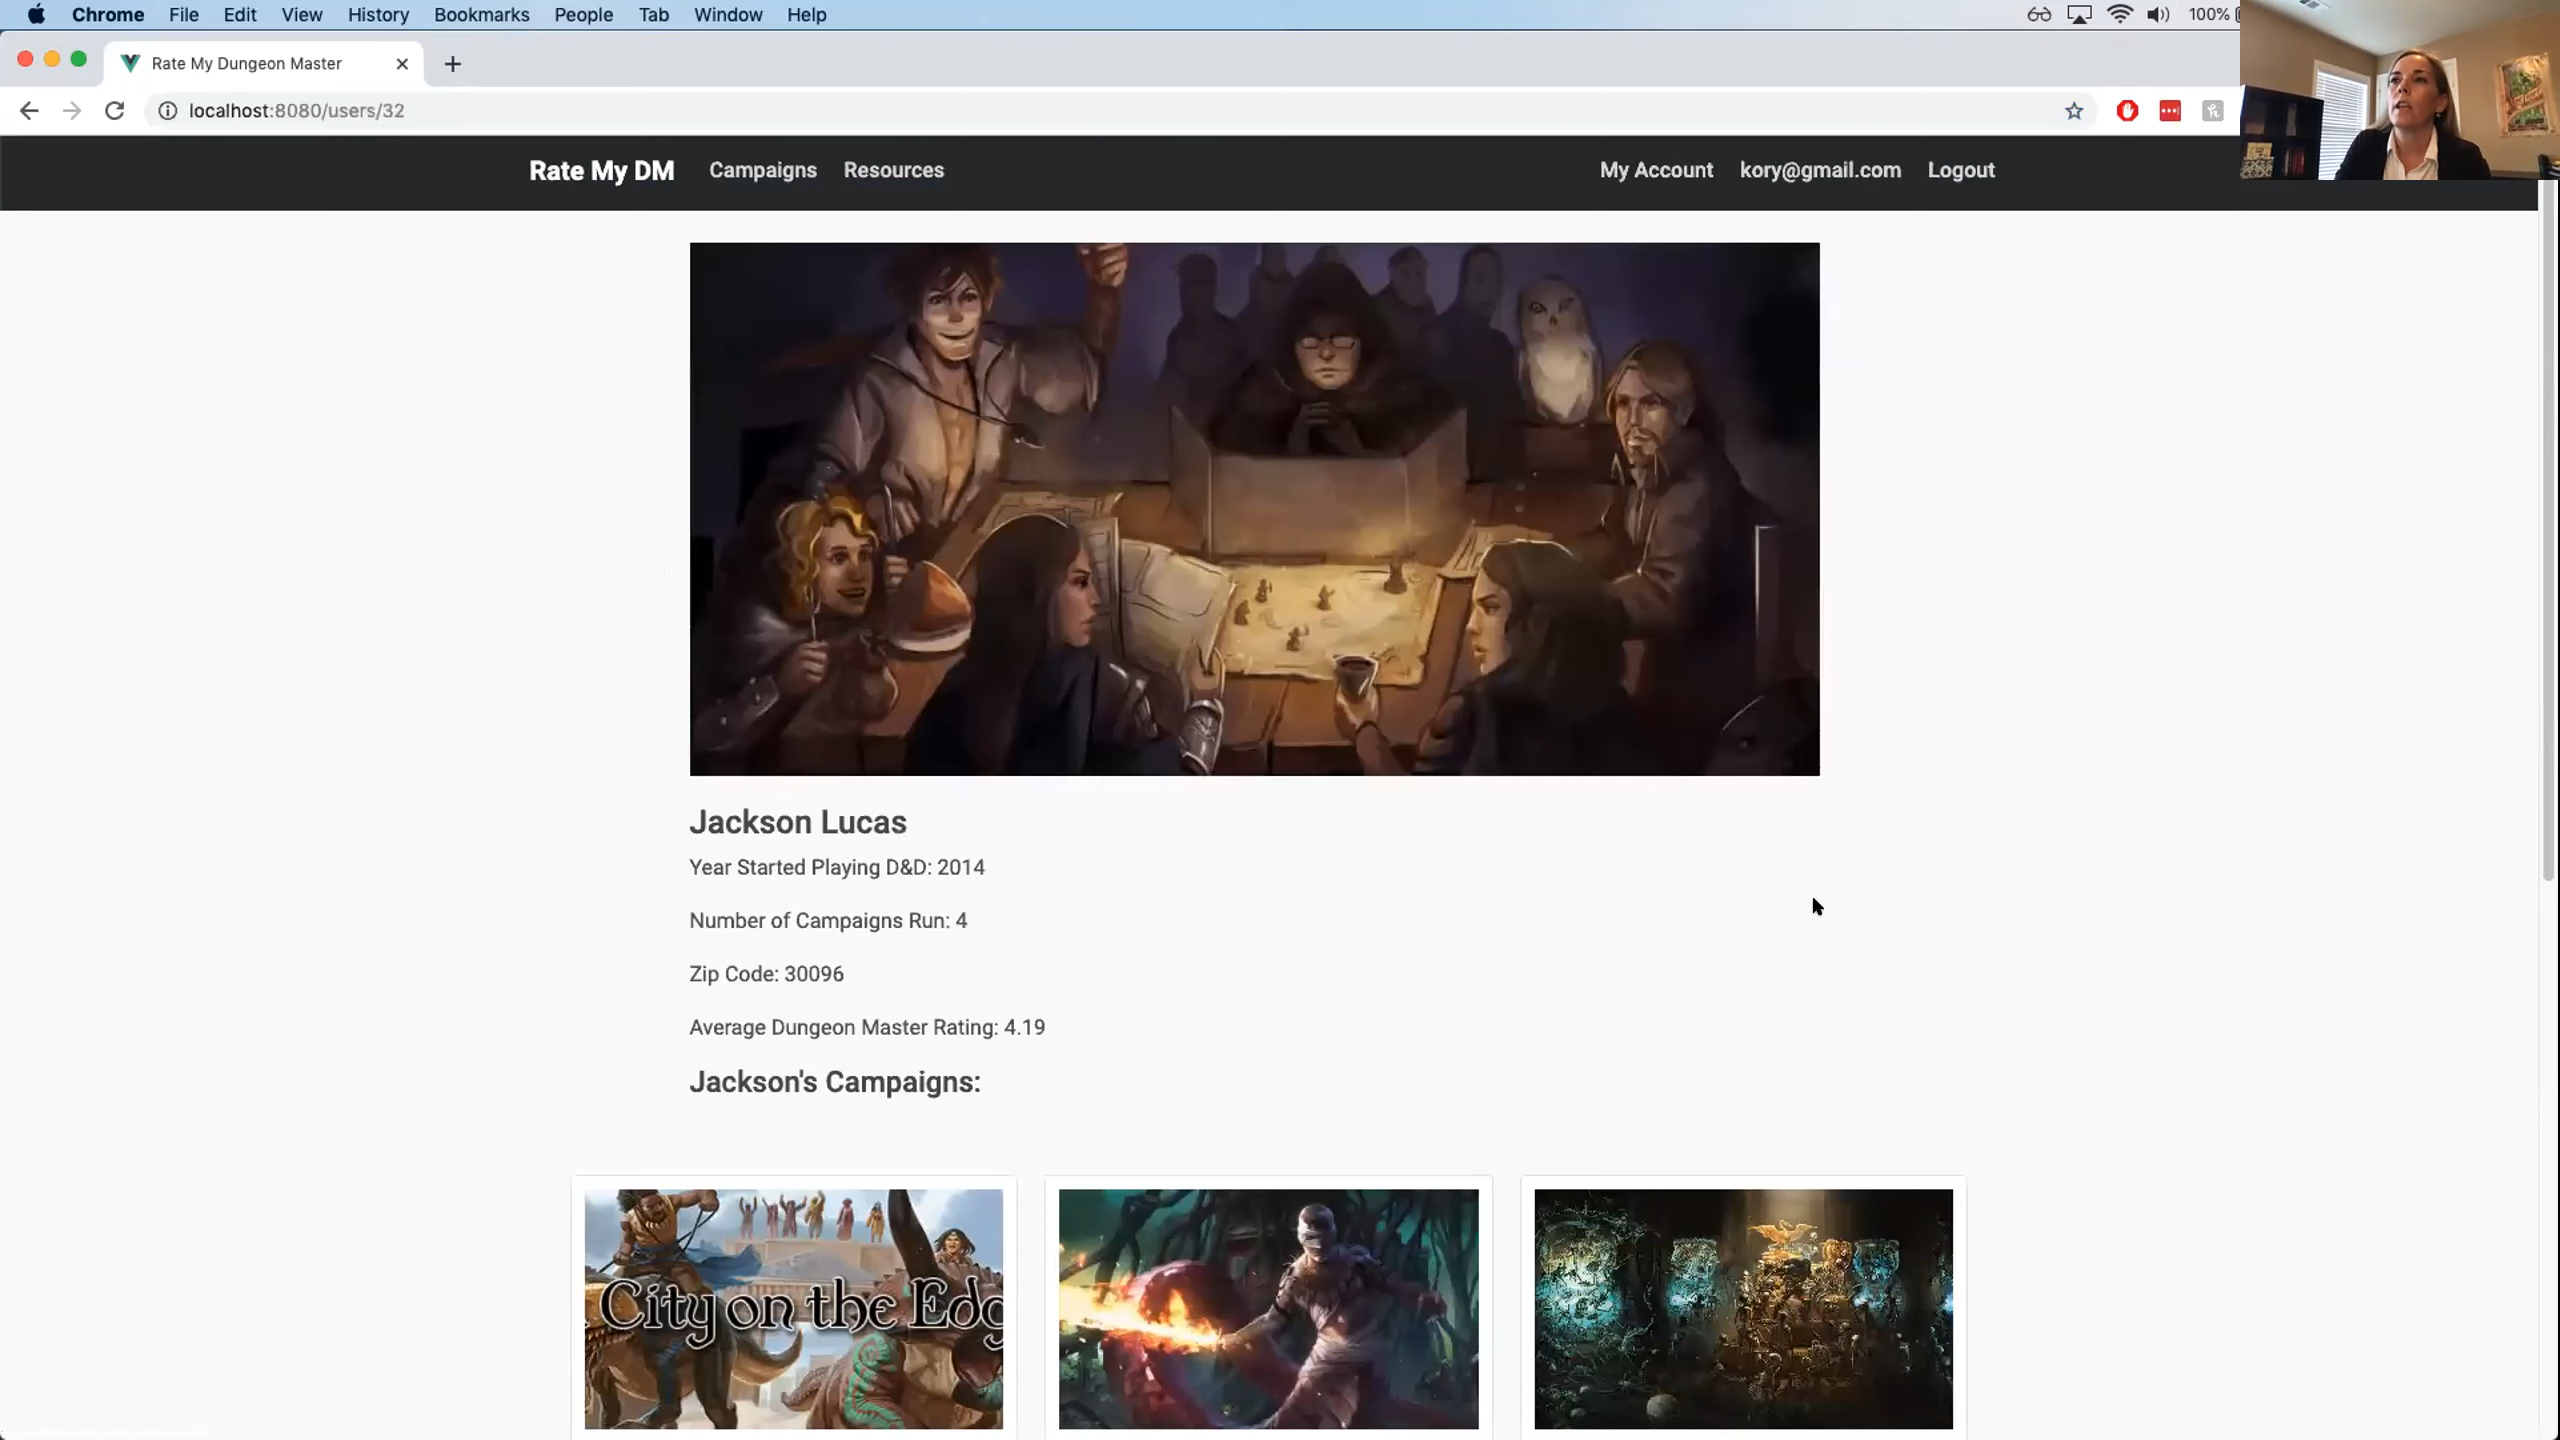 Chrome File Edit View History Bookmarks People Tab Window Help 100%
Rate My Dungeon Master
localhost:8080/users/32
Rate My DM Campaigns Resources My Account kory@gmail.com Logout
Jackson Lucas
Year Started Playing D&D: 2014
Number of Campaigns Run: 4
Zip Code: 30096
Average Dungeon Master Rating: 4.19
Jackson's Campaigns:
City on the Edg